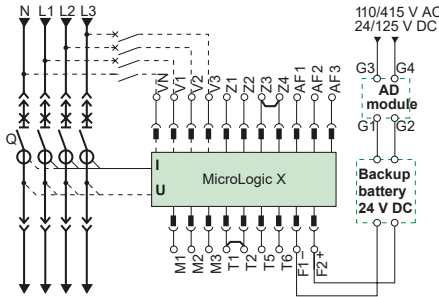 N L1 L2 L3
110/415 V AC
24/125 V DC
VN V1 V2 V3 Z1 Z2 Z3 Z4 AF1 AF2 AF3
G3 G4
AD
module
G1 G2
Q
I
U
MicroLogic X
Backup
battery
24 V DC
M1 M2 M3 T1 T2 T5 T6 F1– F2+